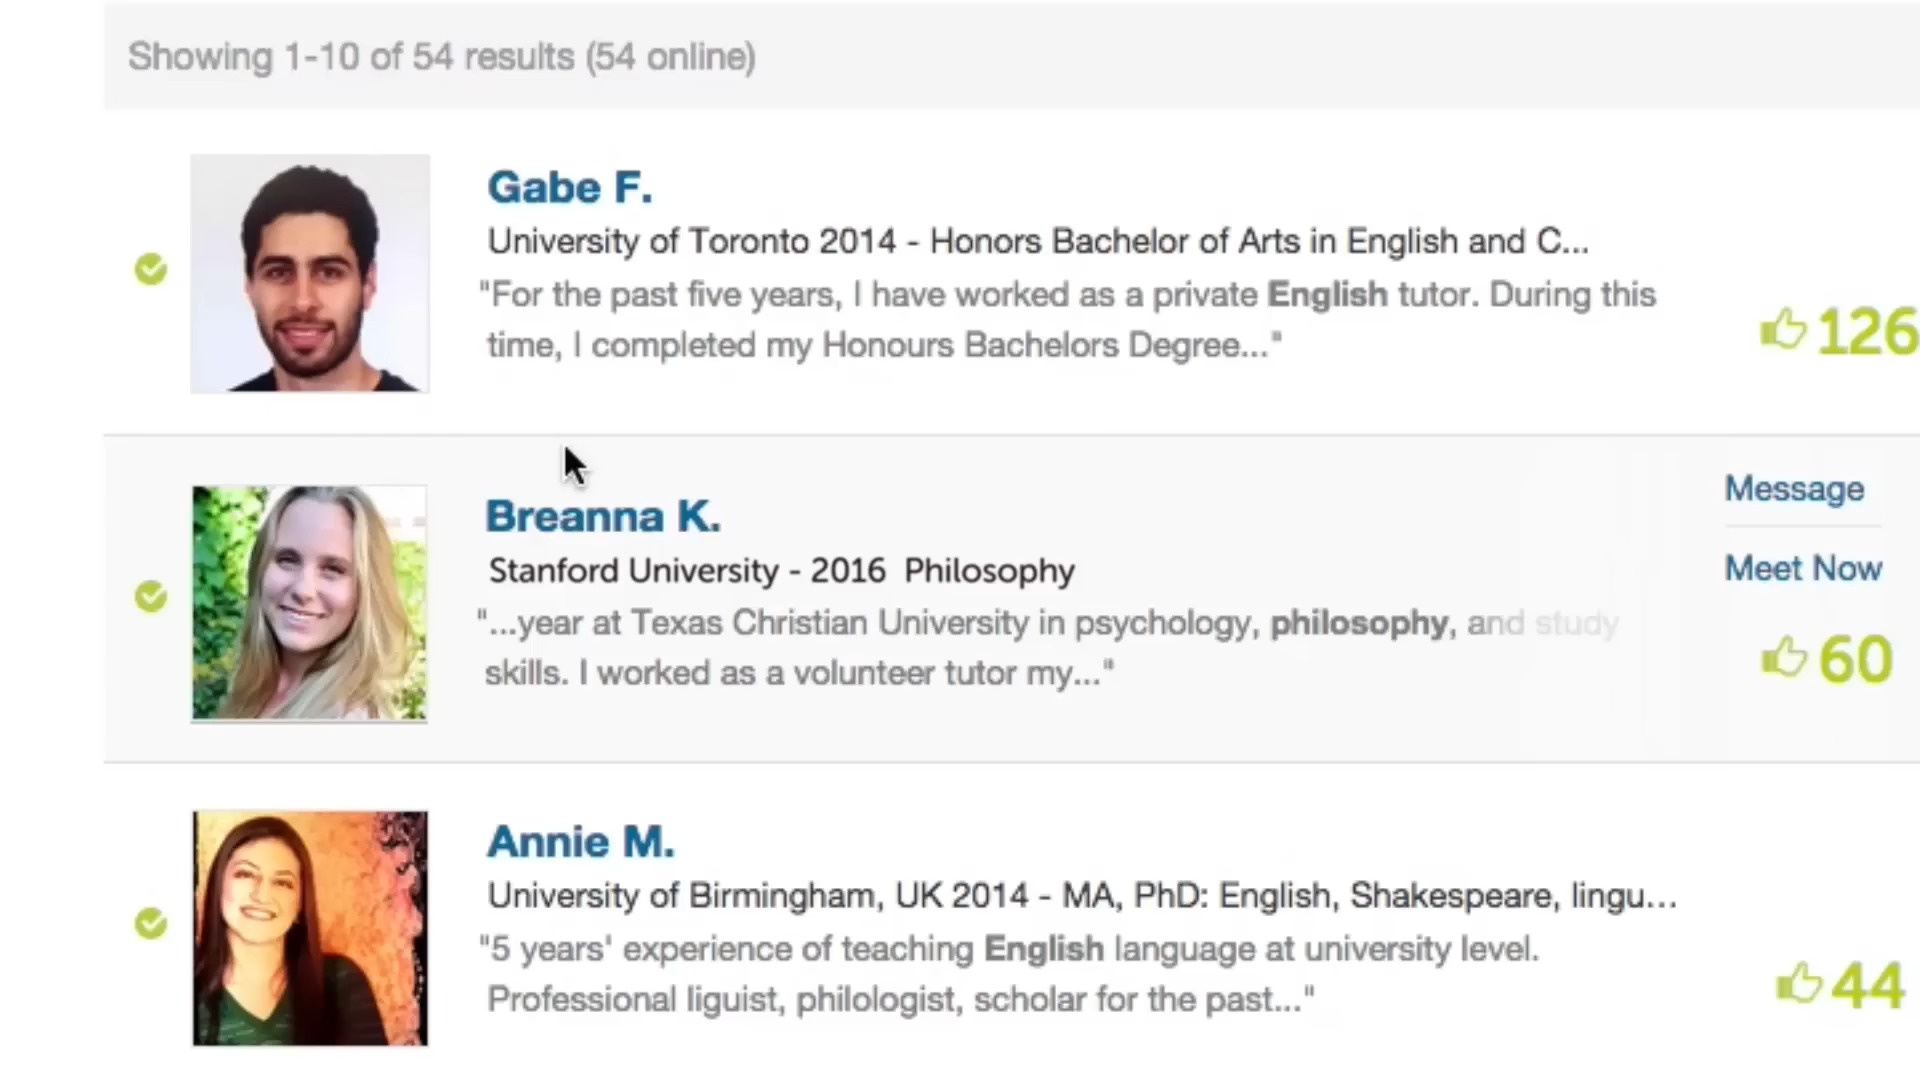 Showing 1-10 of 54 results (54 online)
Gabe F.
University of Toronto 2014 - Honors Bachelor of Arts in English and C...
"For the past five years, I have worked as a private English tutor. During this
time, I completed my Honours Bachelors Degree..."
126
Breanna K.
Stanford University - 2016 Philosophy
"...year at Texas Christian University in psychology, philosophy, and study
skills. I worked as a volunteer tutor my..."
Message
Meet Now
60
Annie M.
University of Birmingham, UK 2014 - MA, PhD: English, Shakespeare, lingu...
"5 years' experience of teaching English language at university level.
Professional liguist, philologist, scholar for the past..."
44